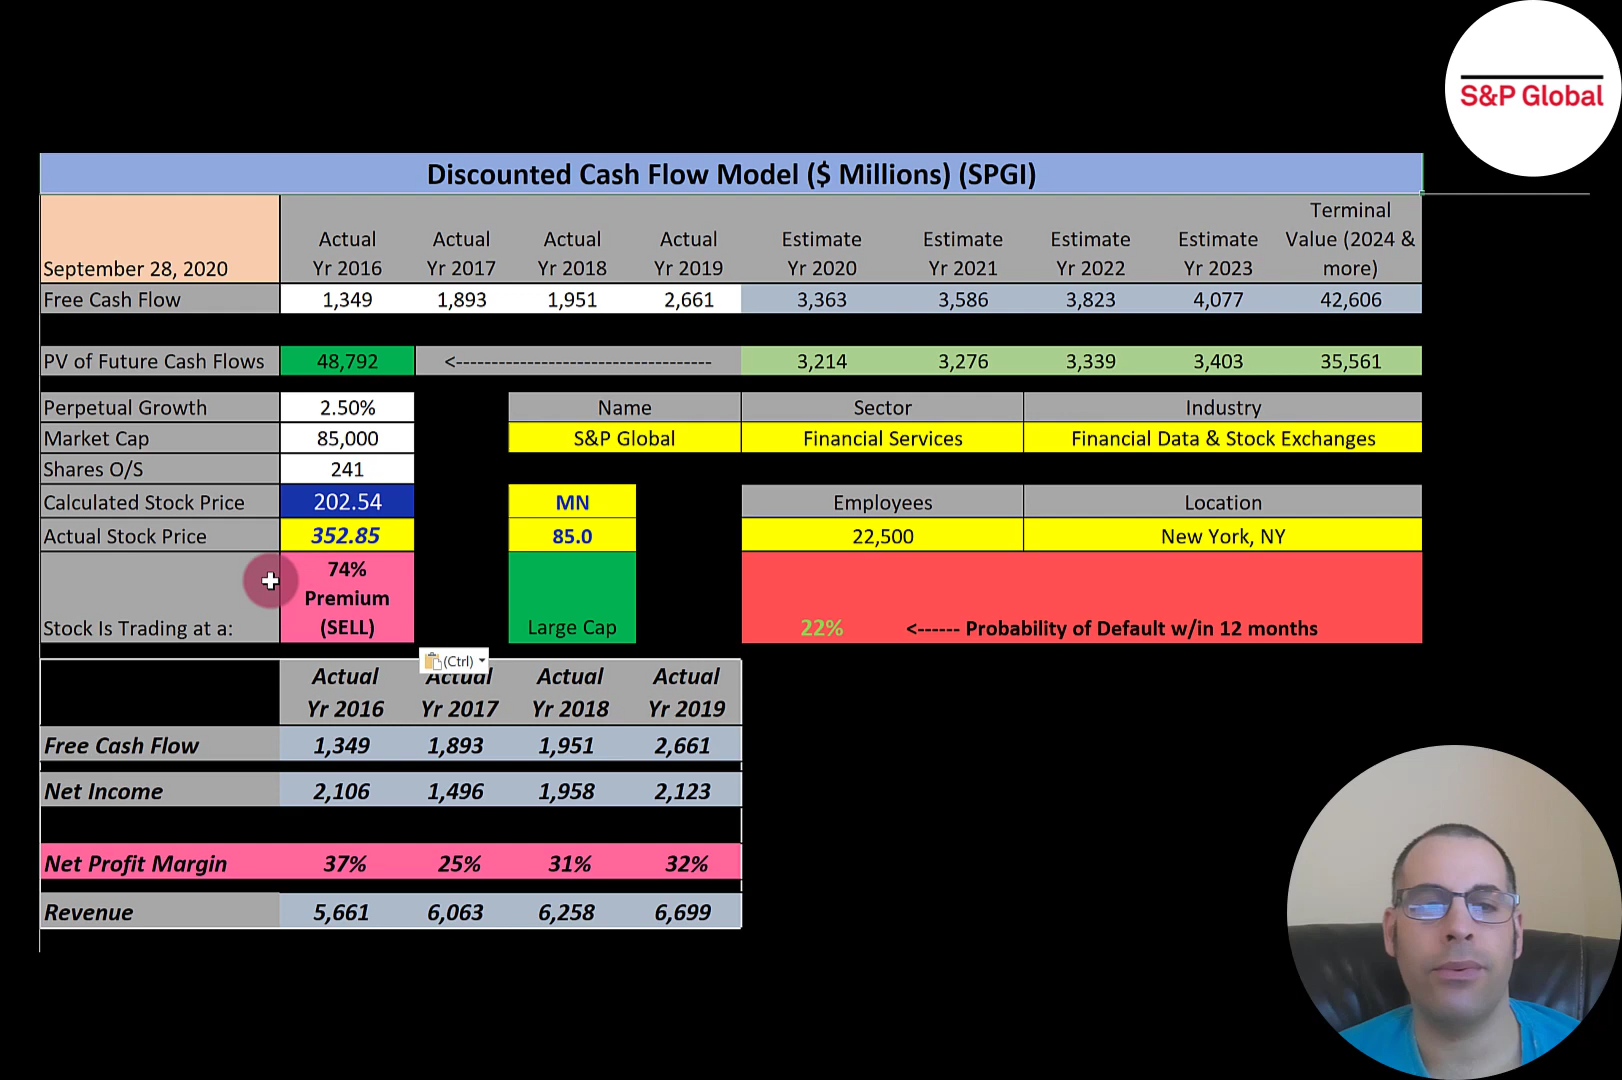 S&P Global
Discounted Cash Flow Model ($ Millions) (SPGI)
September 28, 2020
Actual Yr 2016
Actual Yr 2017
Actual Yr 2018
Actual Yr 2019
Estimate Yr 2020
Estimate Yr 2021
Estimate Yr 2022
Estimate Yr 2023
Terminal Value (2024 & more)
Free Cash Flow 1,349 1,893 1,951 2,661 3,363 3,586 3,823 4,077 42,606
PV of Future Cash Flows 48,792 <----------------------------------- 3,214 3,276 3,339 3,403 35,561
Perpetual Growth 2.50% Name Sector Industry
Market Cap 85,000 S&P Global Financial Services Financial Data & Stock Exchanges
Shares O/S 241
Calculated Stock Price 202.54 MN Employees Location
Actual Stock Price 352.85 85.0 22,500 New York, NY
74%
Premium
Stock Is Trading at a: (SELL) Large Cap 22% <------ Probability of Default w/in 12 months
(Ctrl)
Actual Actual Actual Actual
Yr 2016 Yr 2017 Yr 2018 Yr 2019
Free Cash Flow 1,349 1,893 1,951 2,661
Net Income 2,106 1,496 1,958 2,123
Net Profit Margin 37% 25% 31% 32%
Revenue 5,661 6,063 6,258 6,699